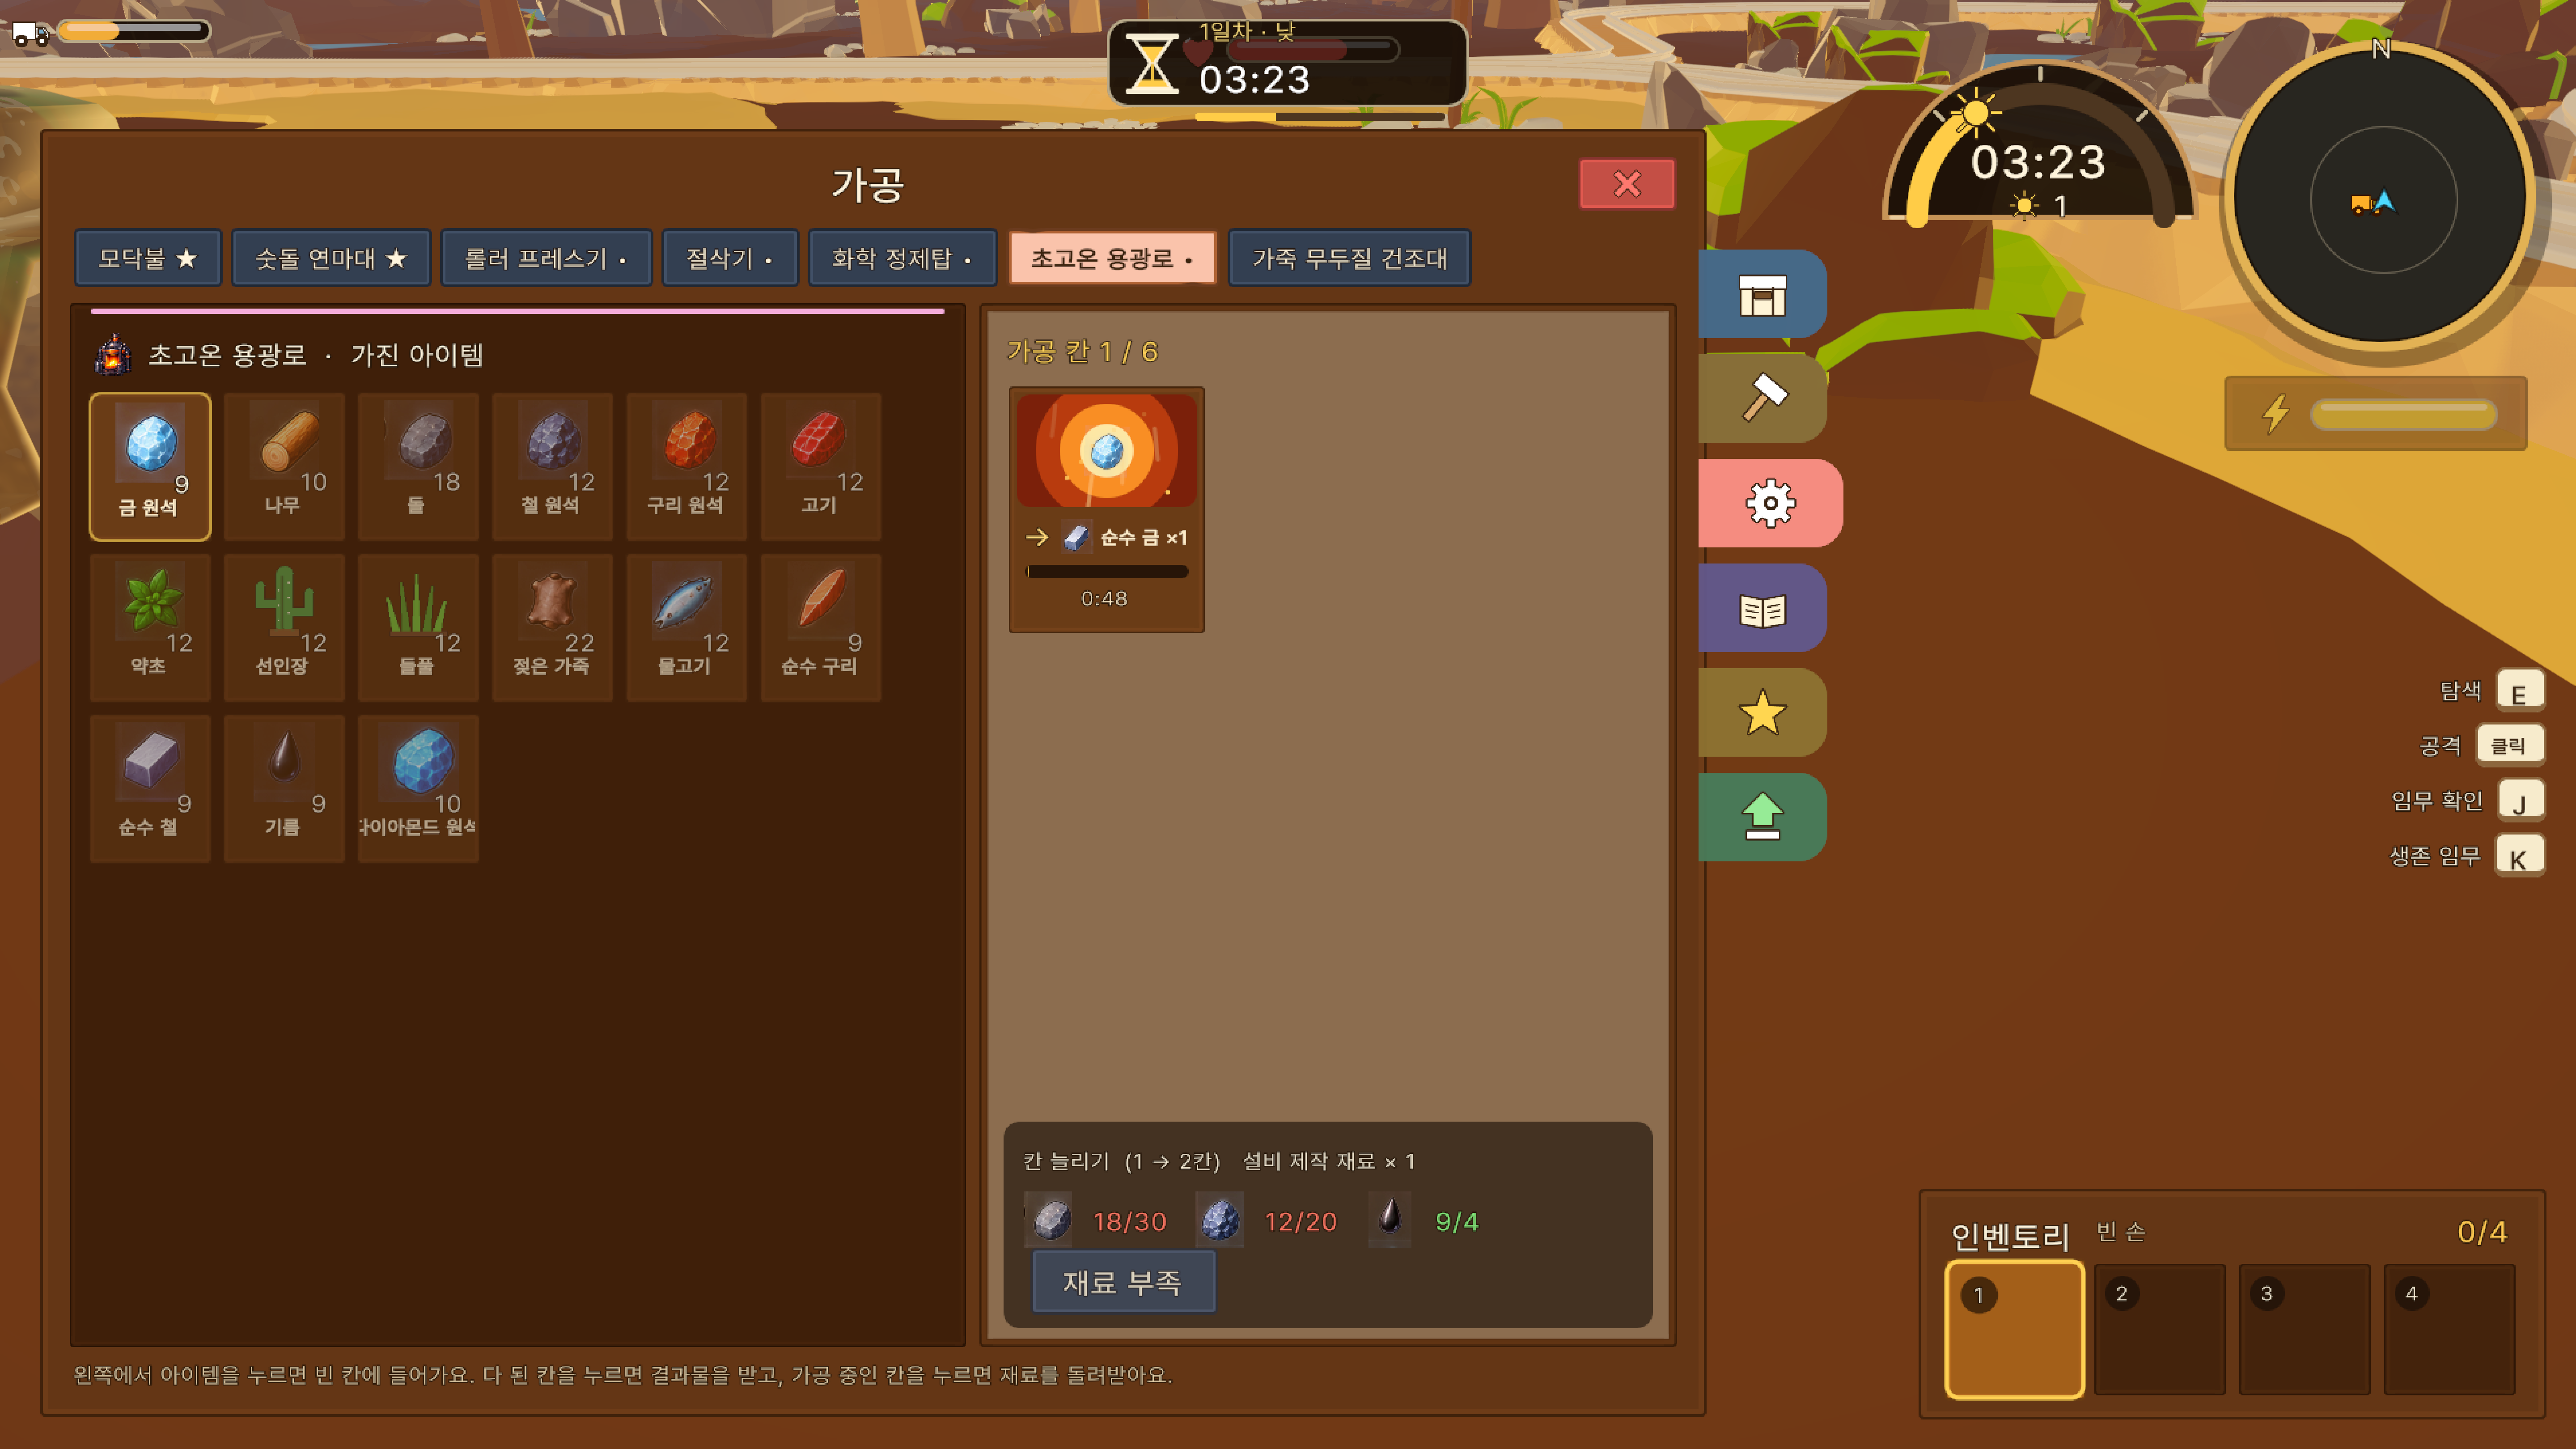 1일차 · 낮
03:23
N
03:23
1
가공
모닥불 ★
숫돌 연마대 ★
롤러 프레스기 •
절삭기 •
화학 정제탑 •
초고온 용광로 •
가죽 무두질 건조대
초고온 용광로 · 가진 아이템
9
금 원석
10
나무
18
돌
12
철 원석
12
구리 원석
12
고기
12
약초
12
선인장
12
들풀
22
젖은 가죽
12
물고기
9
순수 구리
9
순수 철
9
기름
10
다이아몬드 원석
가공 칸 1 / 6
→ 순수 금 ×1
0:48
칸 늘리기 (1 → 2칸) 설비 제작 재료 × 1
18/30 12/20 9/4
재료 부족
왼쪽에서 아이템을 누르면 빈 칸에 들어가요. 다 된 칸을 누르면 결과물을 받고, 가공 중인 칸을 누르면 재료를 돌려받아요.
탐색 E
공격 클릭
임무 확인 J
생존 임무 K
인벤토리 빈 손 0/4
1 2 3 4